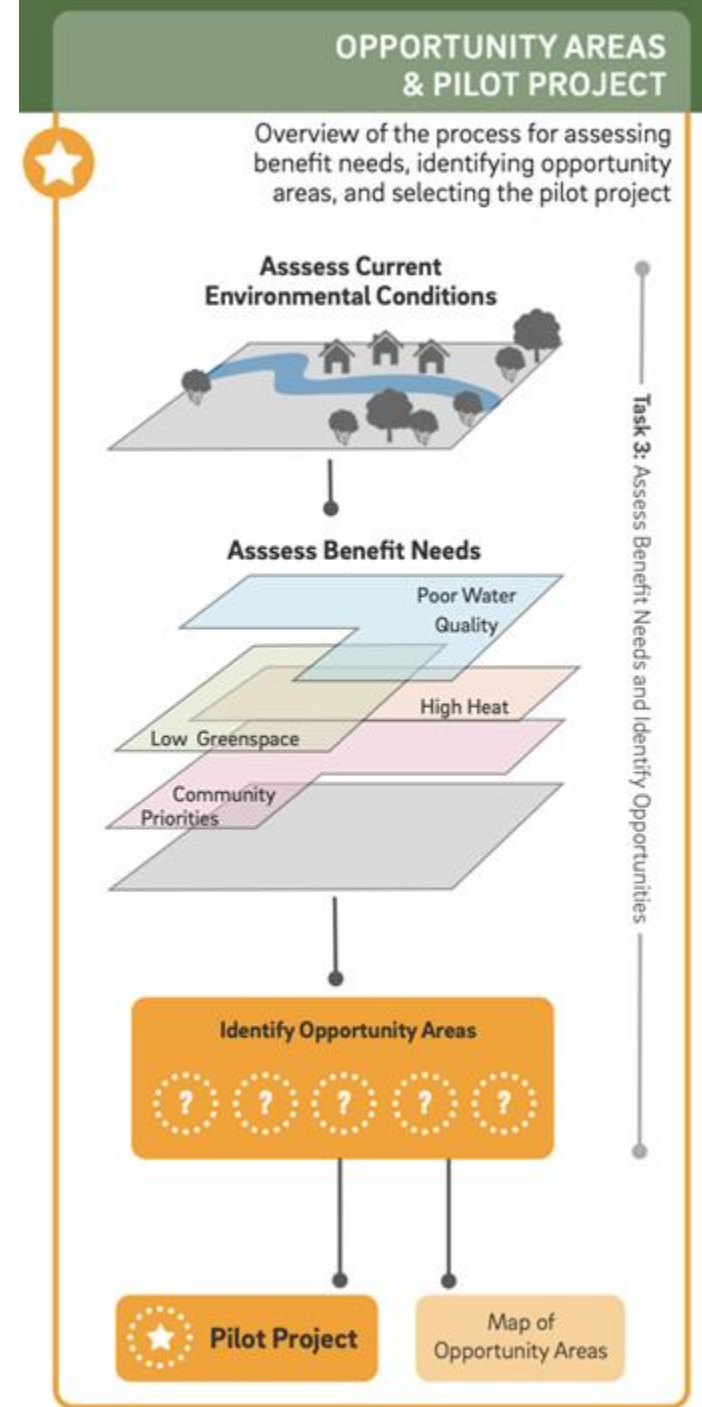 OPPORTUNITY AREAS
& PILOT PROJECT
Overview of the process for assessing
benefit needs, identifying opportunity
areas, and selecting the pilot project
Asssess Current
Environmental Conditions
Asssess Benefit Needs
Poor Water
Quality
High Heat
Low Greenspace
Community
Priorities
Task 3: Assess Benefit Needs and Identify Opportunities
Identify Opportunity Areas
? ? ? ? ?
Pilot Project
Map of
Opportunity Areas